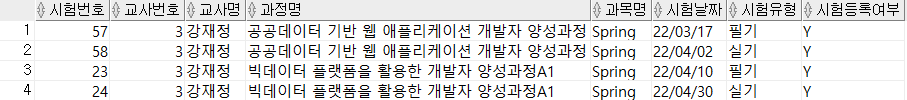 시험번호 교사번호 교사명 과정명 과목명 시험날짜 시험유형 시험등록여부
1 57 3 강재정 공공데이터 기반 웹 애플리케이션 개발자 양성과정 Spring 22/03/17 필기 Y
2 58 3 강재정 공공데이터 기반 웹 애플리케이션 개발자 양성과정 Spring 22/04/02 실기 Y
3 23 3 강재정 빅데이터 플랫폼을 활용한 개발자 양성과정A1 Spring 22/04/10 필기 Y
4 24 3 강재정 빅데이터 플랫폼을 활용한 개발자 양성과정A1 Spring 22/04/30 실기 Y